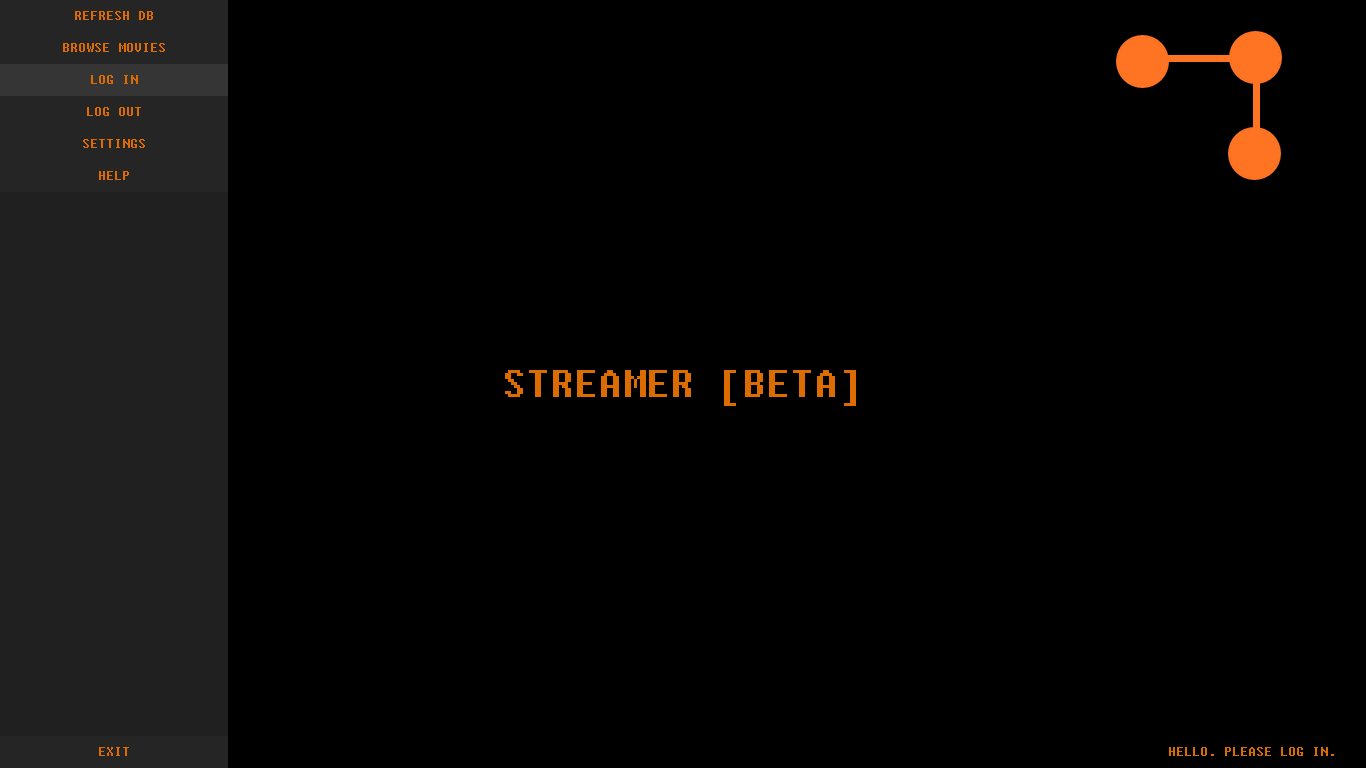 REFRESH DB
BROWSE MOVIES
LOG IN
LOG OUT
SETTINGS
HELP
STREAMER [BETA]
EXIT
HELLO. PLEASE LOG IN.